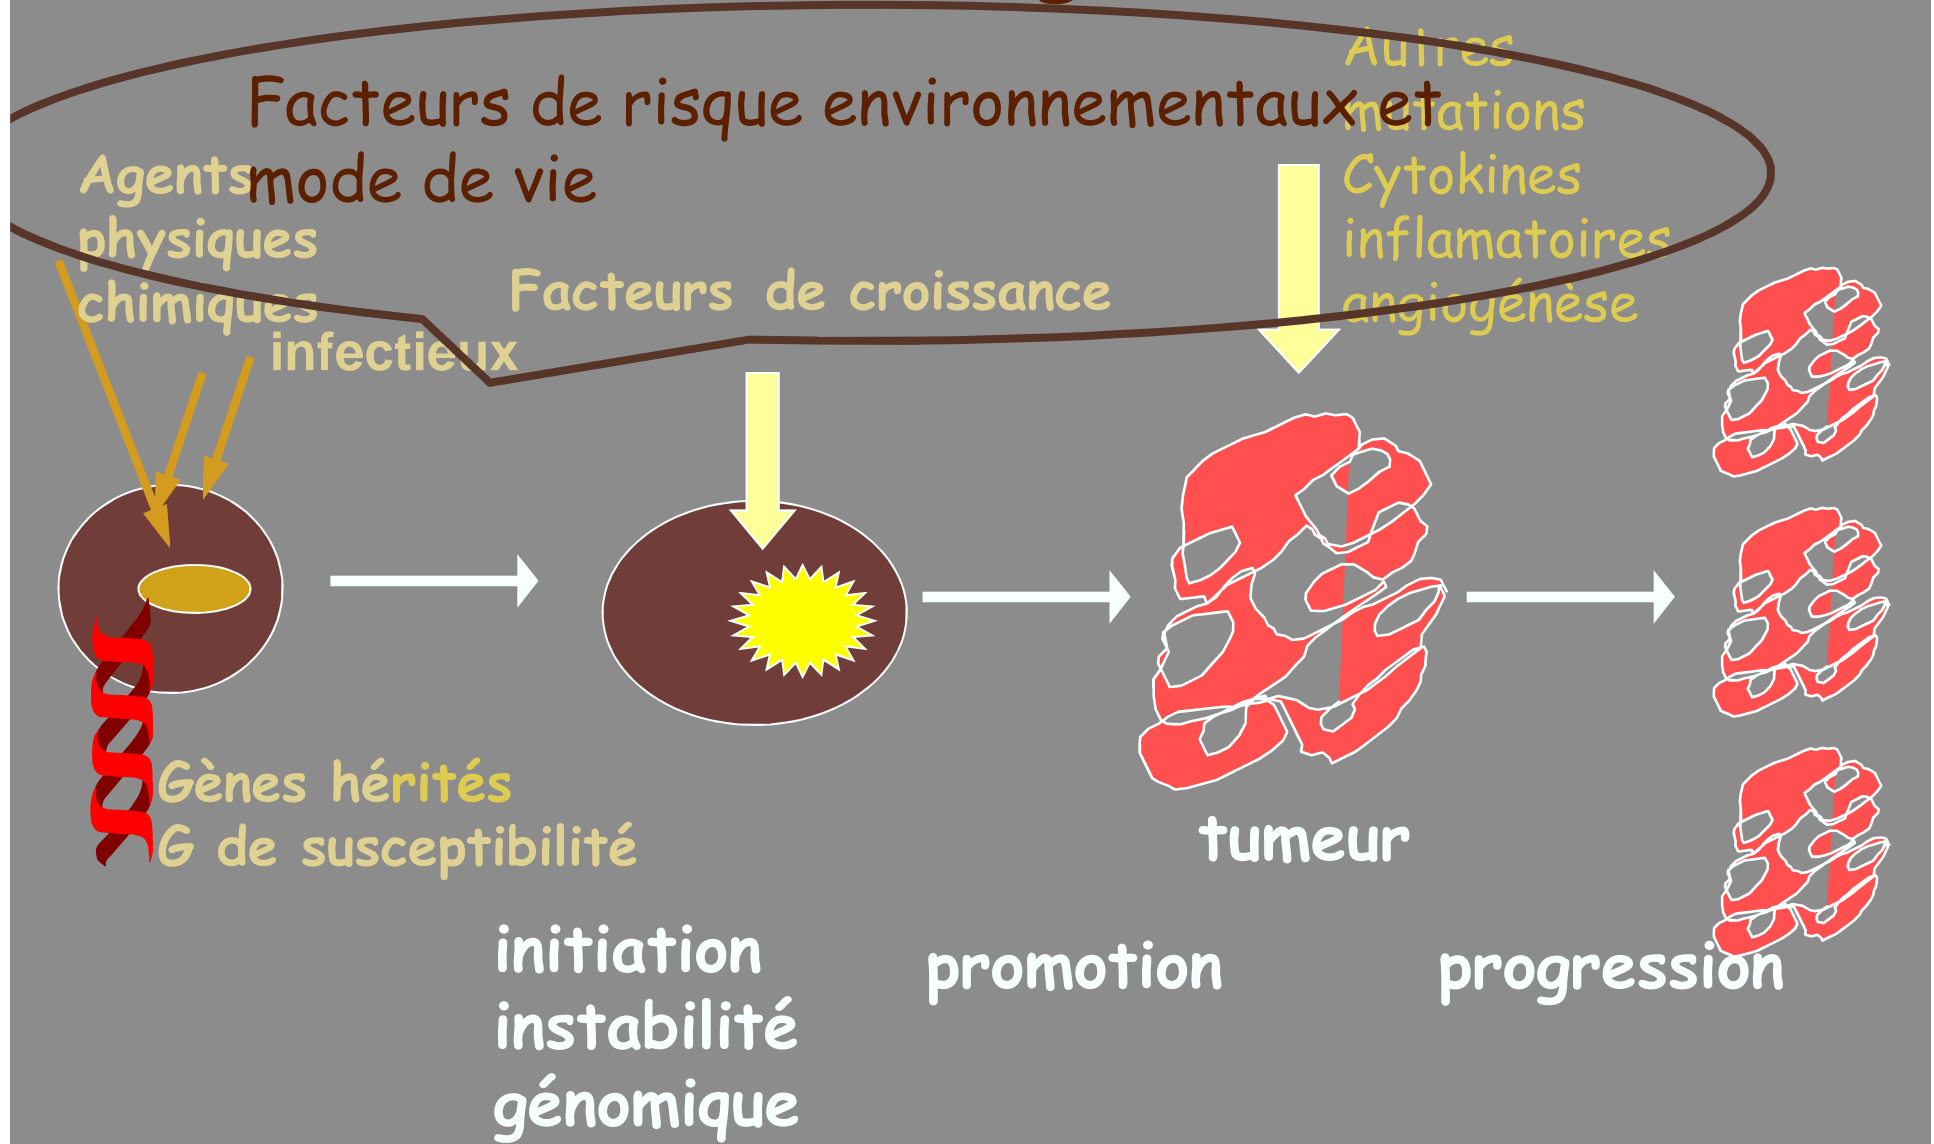 Facteurs de risque environnementaux et
mode de vie
Agents
physiques
chimiques
infectieux
Facteurs de croissance
Autres
mutations
Cytokines
inflamatoires
angiogénèse
Gènes hérités
G de susceptibilité
tumeur
initiation
instabilité
génomique
promotion
progression